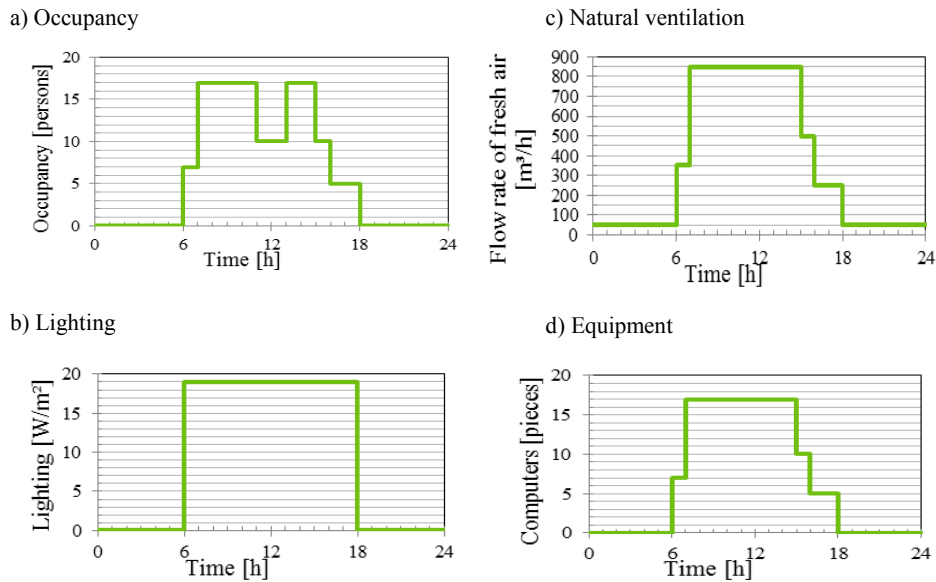 a) Occupancy
20
15
10
5
0
Occupancy [persons]
0 6 12 18 24
Time [h]
c) Natural ventilation
900
800
700
600
500
400
300
200
100
0
Flow rate of fresh air
[m³/h]
0 6 12 18 24
Time [h]
b) Lighting
20
15
10
5
0
Lighting [W/m²]
0 6 12 18 24
Time [h]
d) Equipment
20
15
10
5
0
Computers [pieces]
0 6 12 18 24
Time [h]